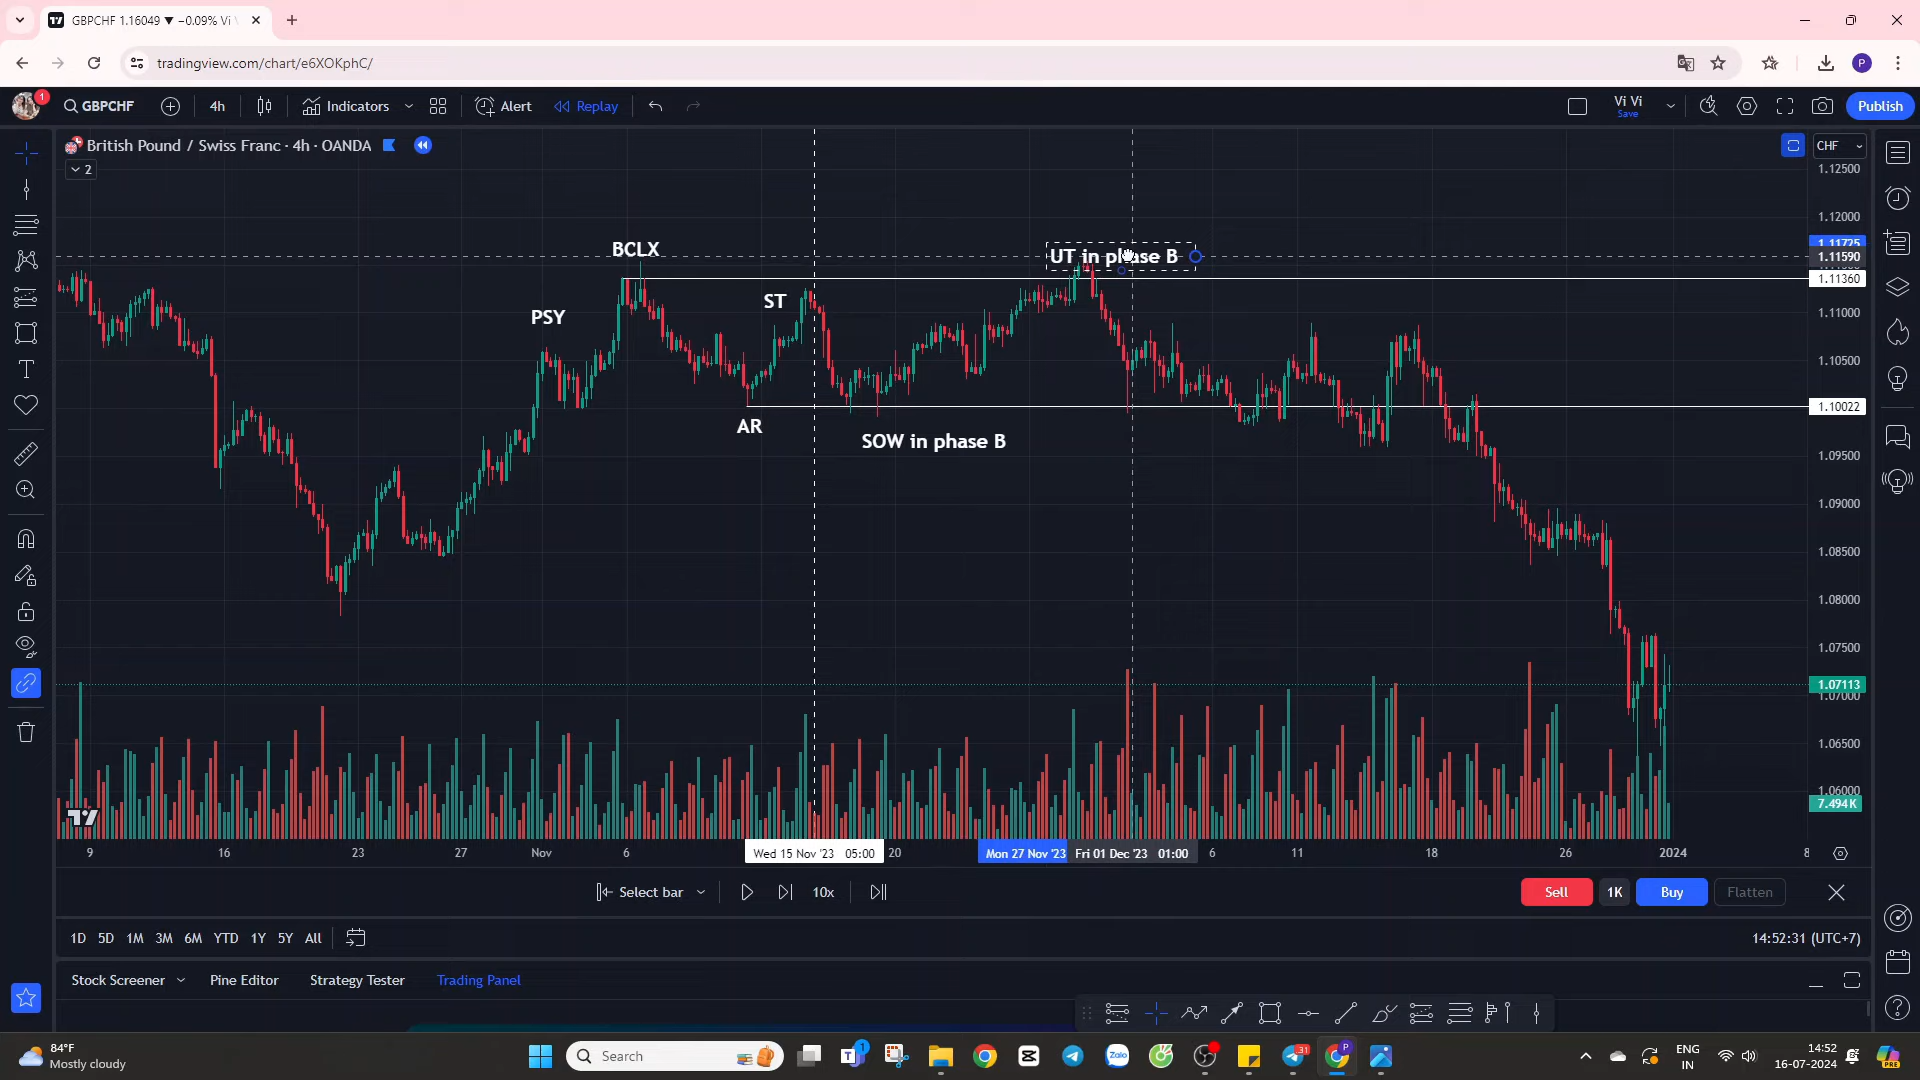 GBPCHF 1.16049 ▼ −0.09% Vi
tradingview.com/chart/e6XOKphC/
P
1
GBPCHF
4h
Indicators
Alert
Replay
Vi Vi
Save
Publish
British Pound / Swiss Franc · 4h · OANDA
2
CHF
1.12500
1.12000
1.11725
1.11590
1.11360
1.11000
1.10500
1.10022
1.09500
1.09000
1.08500
1.08000
1.07500
1.07113
1.07000
1.06500
1.06000
7.494K
BCLX
UT in phase B
ST
PSY
AR
SOW in phase B
9
16
23
27
Nov
6
Wed 15 Nov '23 05:00
20
Mon 27 Nov '23
Fri 01 Dec '23 01:00
6
11
18
26
2024
8
Select bar
10x
Sell
1K
Buy
Flatten
1D
5D
1M
3M
6M
YTD
1Y
5Y
All
14:52:31 (UTC+7)
Stock Screener
Pine Editor
Strategy Tester
Trading Panel
84°F
Mostly cloudy
Search
1
Zalo
31
P
ENG
IN
14:52
16-07-2024
PRE